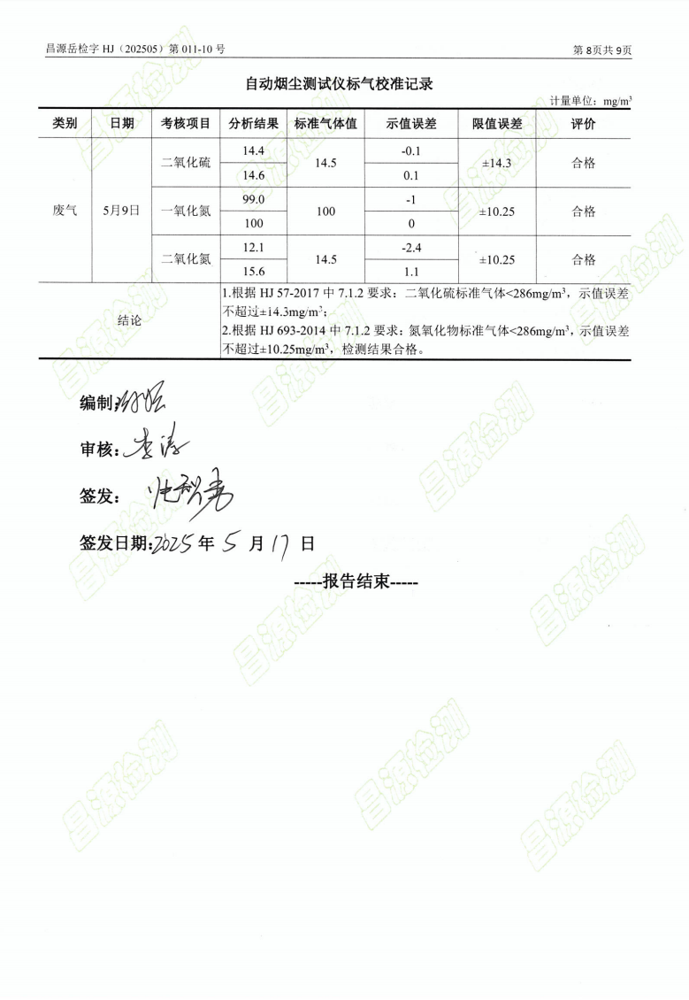 昌源岳检字 HJ（202505）第 011-10 号
第 8页共 9页
自动烟尘测试仪标气校准记录
计量单位：mg/m³
类别 日期 考核项目 分析结果 标准气体值 示值误差 限值误差 评价
废气 5月9日 二氧化硫 14.4 14.5 -0.1 ±14.3 合格
14.6 0.1
一氧化氮 99.0 100 -1 ±10.25 合格
100 0
二氧化氮 12.1 14.5 -2.4 ±10.25 合格
15.6 1.1
结论
1.根据 HJ 57-2017 中 7.1.2 要求：二氧化硫标准气体<286mg/m³，示值误差
不超过±14.3mg/m³；
2.根据 HJ 693-2014 中 7.1.2 要求：氮氧化物标准气体<286mg/m³，示值误差
不超过±10.25mg/m³，检测结果合格。
编制:
审核: 李涛
签发:
签发日期:2025 年 5 月 17 日
-----报告结束-----
昌源检测